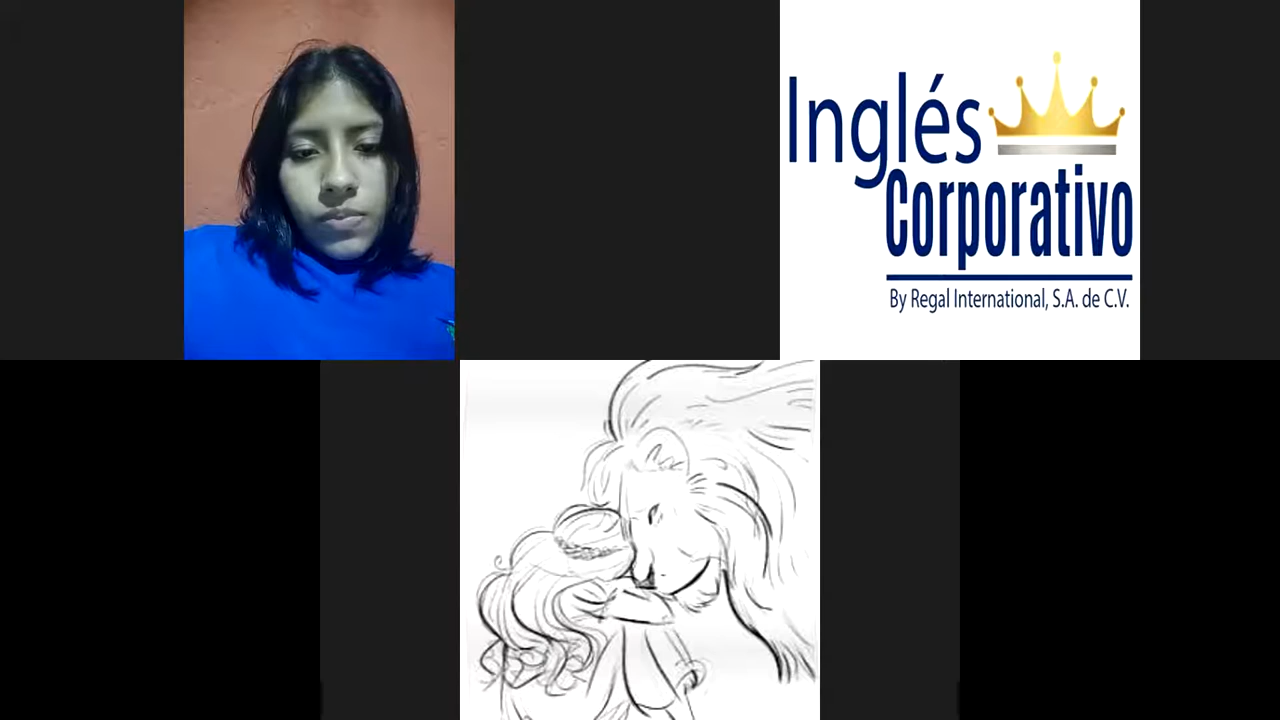 Inglés
Corporativo
By Regal International, S.A. de C.V.